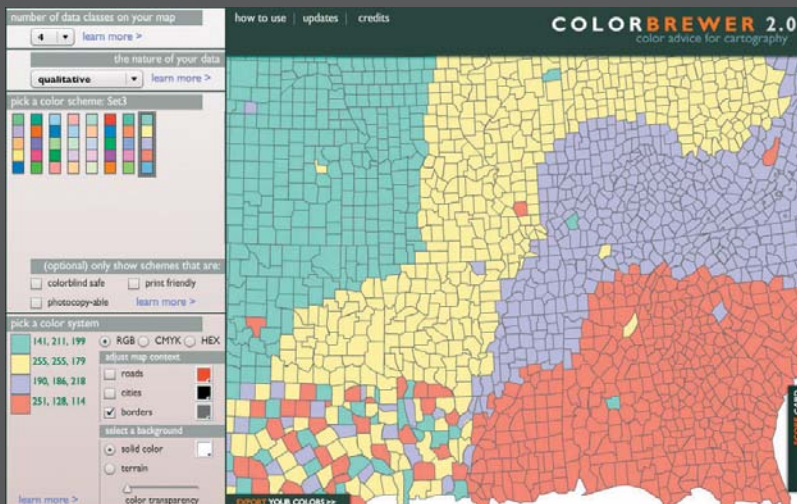 number of data classes on your map
4 learn more >
the nature of your data
qualitative learn more >
pick a color scheme: Set3
(optional) only show schemes that are:
colorblind safe print friendly
photocopy-able learn more >
pick a color system
141, 211, 199 RGB CMYK HEX
255, 255, 179
190, 186, 218
251, 128, 114
adjust map context
roads
cities
borders
select a background
solid color
terrain
color transparency
learn more >
how to use | updates | credits
COLORBREWER 2.0
color advice for cartography
SCORE CARD
EXPORT YOUR COLORS >>